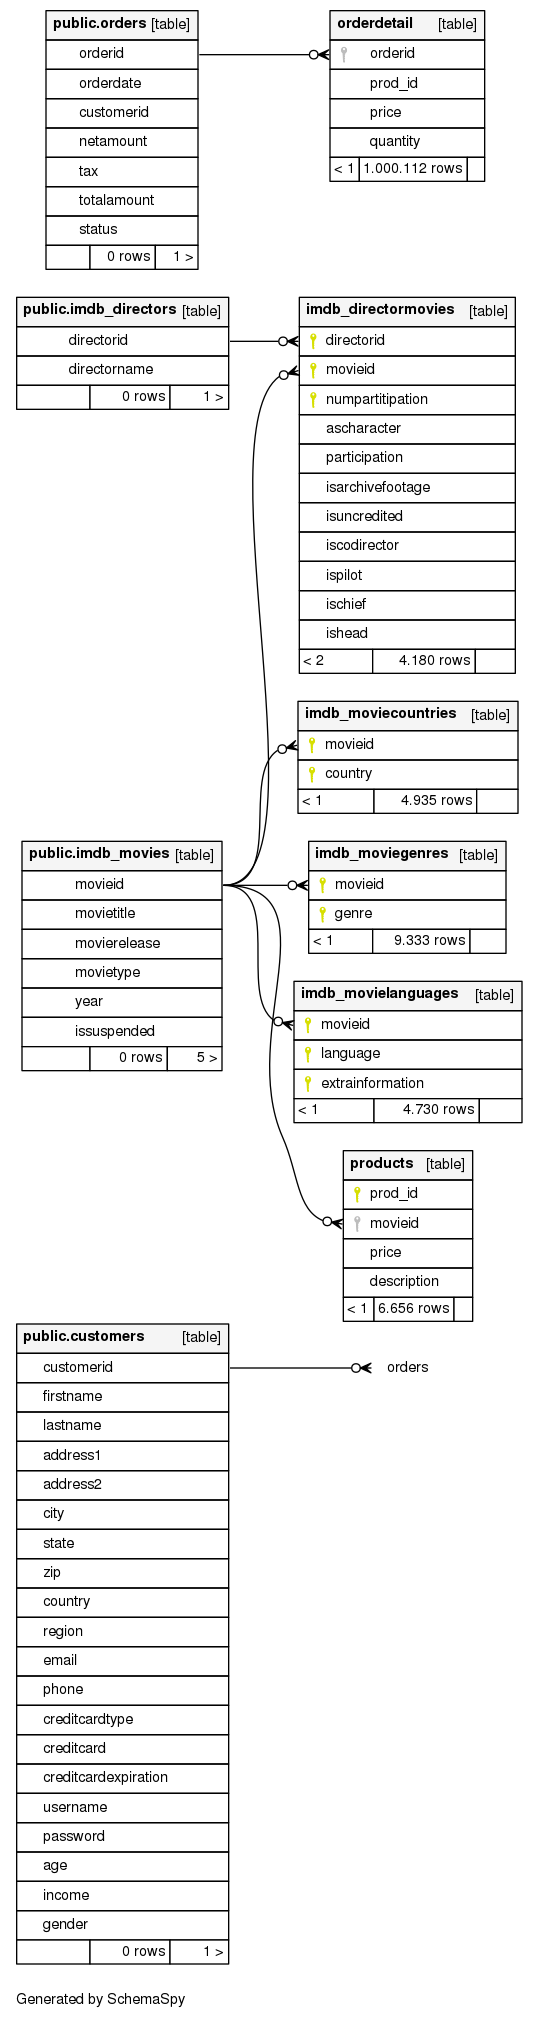 public.orders [table]
orderid
orderdate
customerid
netamount
tax
totalamount
status
0 rows 1 >
orderdetail [table]
orderid
prod_id
price
quantity
< 1 1.000.112 rows
public.imdb_directors [table]
directorid
directorname
0 rows 1 >
imdb_directormovies [table]
directorid
movieid
numpartitipation
ascharacter
participation
isarchivefootage
isuncredited
iscodirector
ispilot
ischief
ishead
< 2 4.180 rows
imdb_moviecountries [table]
movieid
country
< 1 4.935 rows
public.imdb_movies [table]
movieid
movietitle
movierelease
movietype
year
issuspended
0 rows 5 >
imdb_moviegenres [table]
movieid
genre
< 1 9.333 rows
imdb_movielanguages [table]
movieid
language
extrainformation
< 1 4.730 rows
products [table]
prod_id
movieid
price
description
< 1 6.656 rows
public.customers [table]
customerid
orders
firstname
lastname
address1
address2
city
state
zip
country
region
email
phone
creditcardtype
creditcard
creditcardexpiration
username
password
age
income
gender
0 rows 1 >
Generated by SchemaSpy